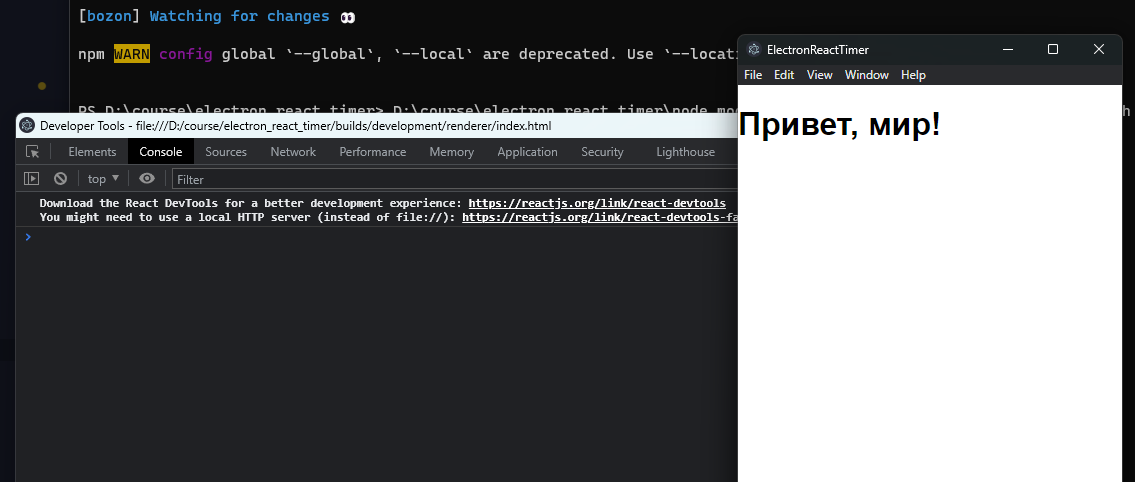 [bozon] Watching for changes
npm WARN config global `--global`, `--local` are deprecated. Use
PS D:\course\electron_react_timer> D:\course\electron_react_timer\node
Developer Tools - file:///D:/course/electron_react_timer/builds/development/renderer/index.html
Elements Console Sources Network Performance Memory Application Security Lighthouse
top Filter
Download the React DevTools for a better development experience: https://reactjs.org/link/react-devtools
You might need to use a local HTTP server (instead of file://): https://reactjs.org/link/react-devtools-fa
ElectronReactTimer
File Edit View Window Help
Привет, мир!